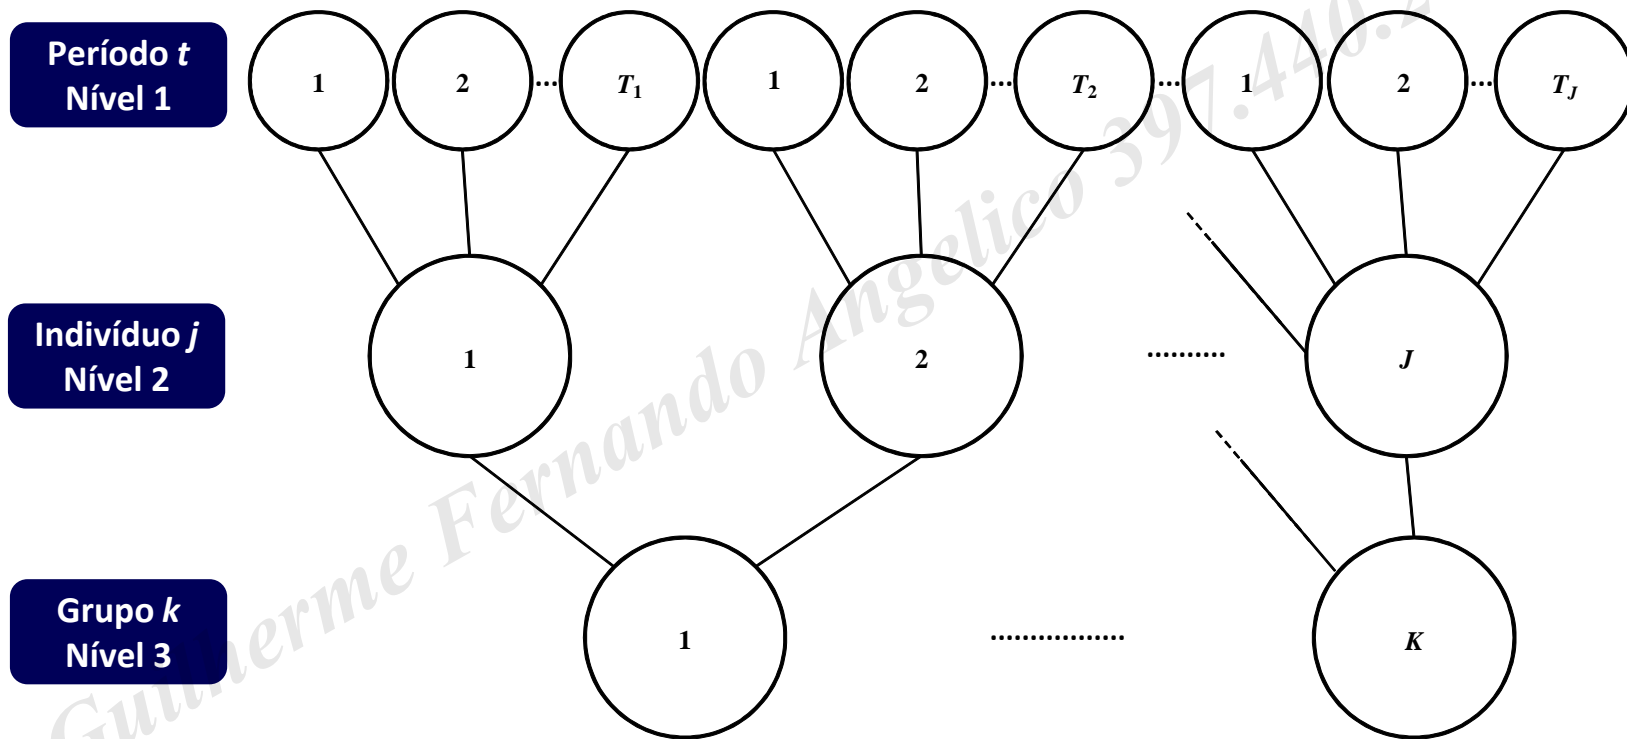 Período t
Nível 1
1 2 ... T₁ 1 2 ... T₂ ... 1 2 ... T_J
Indivíduo j
Nível 2
1 2 .......... J
Grupo k
Nível 3
1 ................. K
Guilherme Fernando Angelico 397.440.2